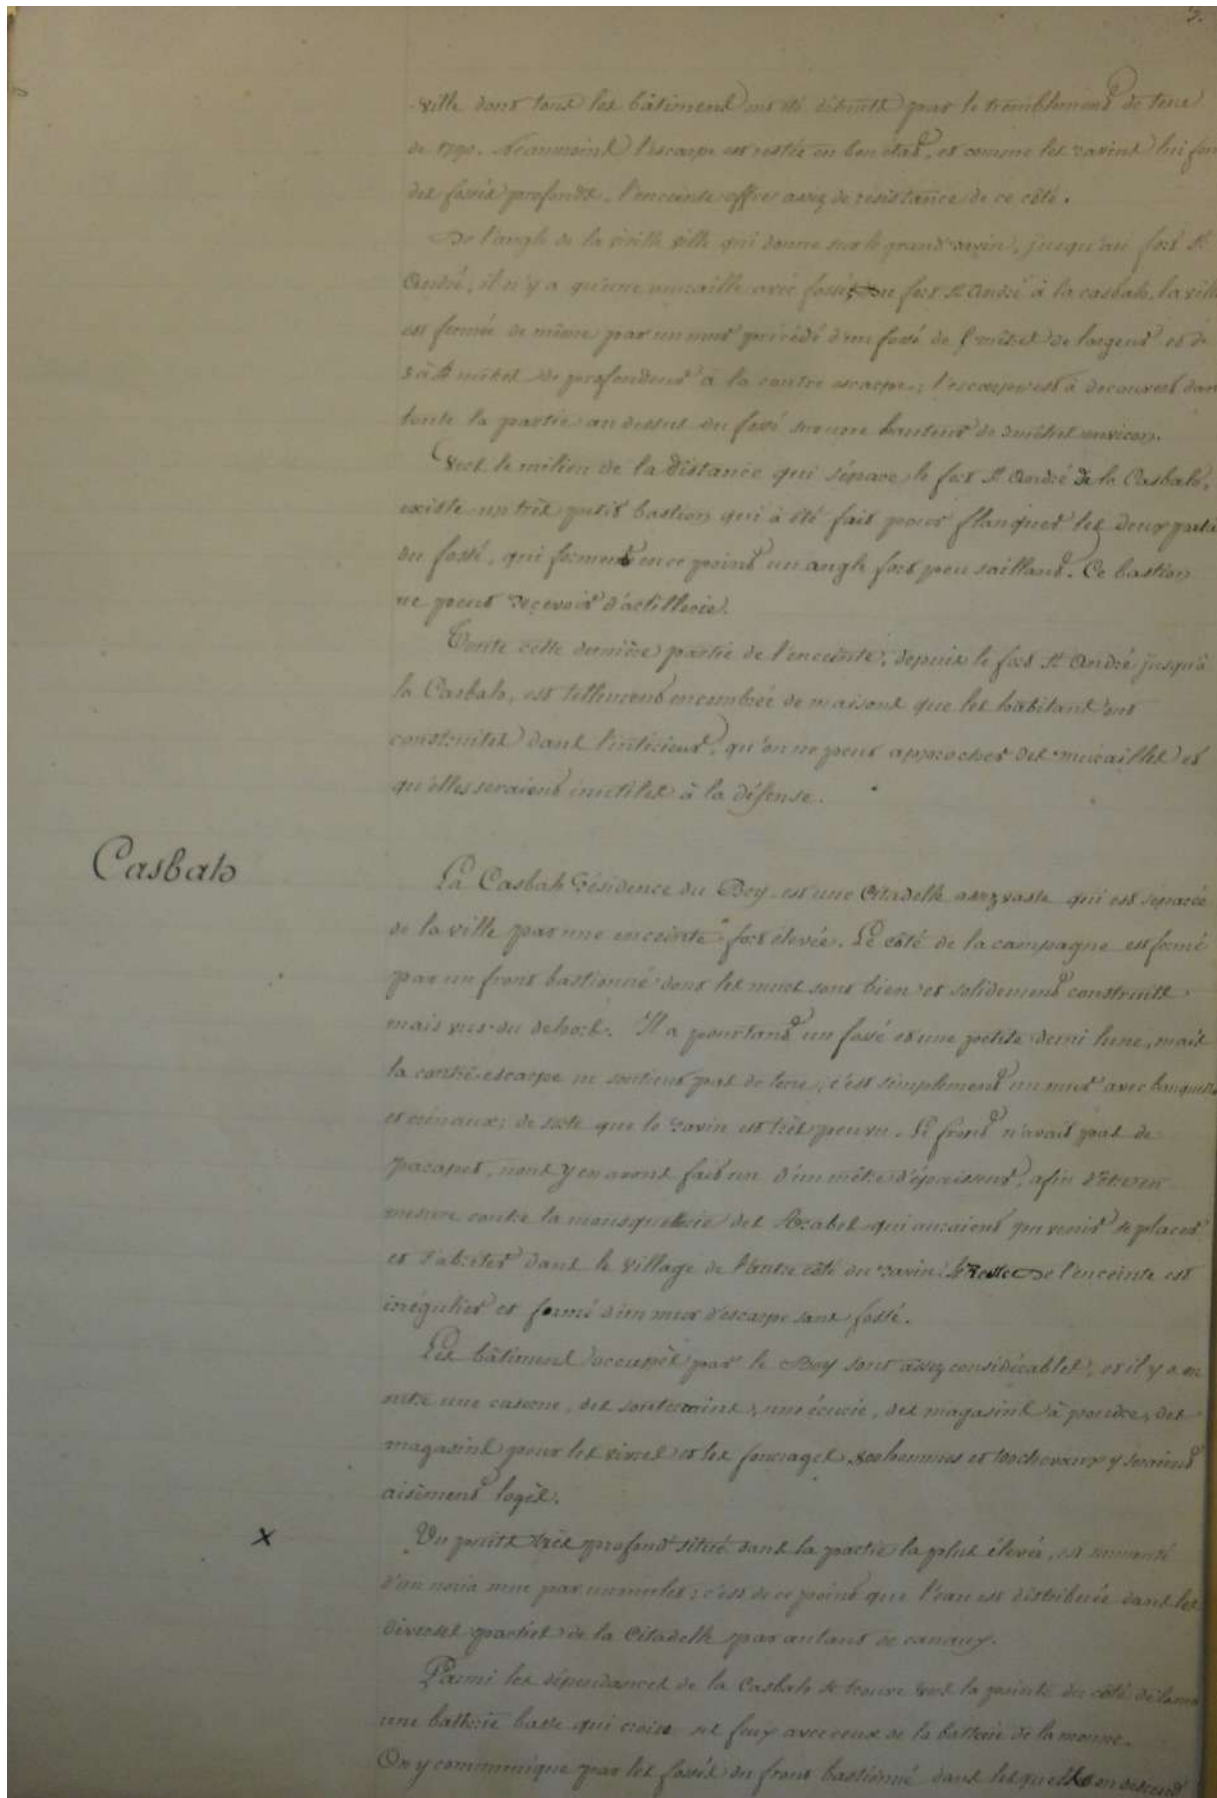 ville dont tous les bâtiments ont été détruits par le tremblement de terre
de 1790. Néanmoins l'escarpe est restée en bon état, et comme les ravins lui font
des fossés profonds, l'enceinte offre assez de résistance de ce côté.
De l'angle de la vieille ville qui donne sur le grand ravin, jusqu'au fort St
André, il n'y a qu'une muraille avec fossé; du fort St André à la casbah, la ville
est fermée de même par un mur précédé d'un fossé de mètres de largeur et de
3 à 4 mètres de profondeur à la contre escarpe; l'escarpe est à découvert dans
toute la partie au dessus du fossé sur une hauteur de mètres environ.
Vers le milieu de la distance qui sépare le fort St André de la Casbah,
existe un très petit bastion qui à été fait pour flanquer les deux parties
du fossé, qui forment en ce point un angle fort peu saillant. Ce bastion
ne peut recevoir d'artillerie.
Toute cette dernière partie de l'enceinte, depuis le fort St André jusqu'à
la Casbah, est tellement encombrée de maisons que les habitants ont
construites dans l'intérieur, qu'on ne peut approcher des murailles et
qu'elles seraient inutiles à la défense.
Casbah
La Casbah résidence du Bey est une Citadelle assez vaste qui est séparée
de la ville par une enceinte fort élevée. Le côté de la campagne est fermé
par un front bastionné dont les murs sont bien et solidement construits
mais vus du dehors. Il a pourtant un fossé et une petite demi lune, mais
la contre-escarpe ne soutient pas de terre, c'est simplement un mur avec banquette
et créneaux; de sorte que le ravin est très peu vu. Le front n'avait pas de
parapet, nous y en avons fait un d'un mètre d'épaisseur, afin d'être en
mesure contre la mousqueterie des Arabes qui auraient pu venir se placer
et s'abriter dans le village de l'autre côté du ravin. Le Reste de l'enceinte est
irrégulier et formé d'un mur d'escarpe sans fossé.
Les bâtiments occupés par le Bey sont assez considérables, et il y a en
outre une caserne, des souterrains, une écurie, des magasins à poudre, des
magasins pour les vivres et les fourrages. hommes et chevaux y seraient
aisément logés.
x
Un puits très profond situé dans la partie la plus élevée, est surmonté
d'un noria mue par un mulet; c'est de ce point que l'eau est distribuée dans les
diverses parties de la Citadelle par autant de canaux.
Parmi les dépendances de la Casbah se trouve vers la pointe du côté de la mer
une batterie basse qui croise ses feux avec ceux de la batterie de la moune.
On y communique par les fossés du front bastionné dans lesquels on descend